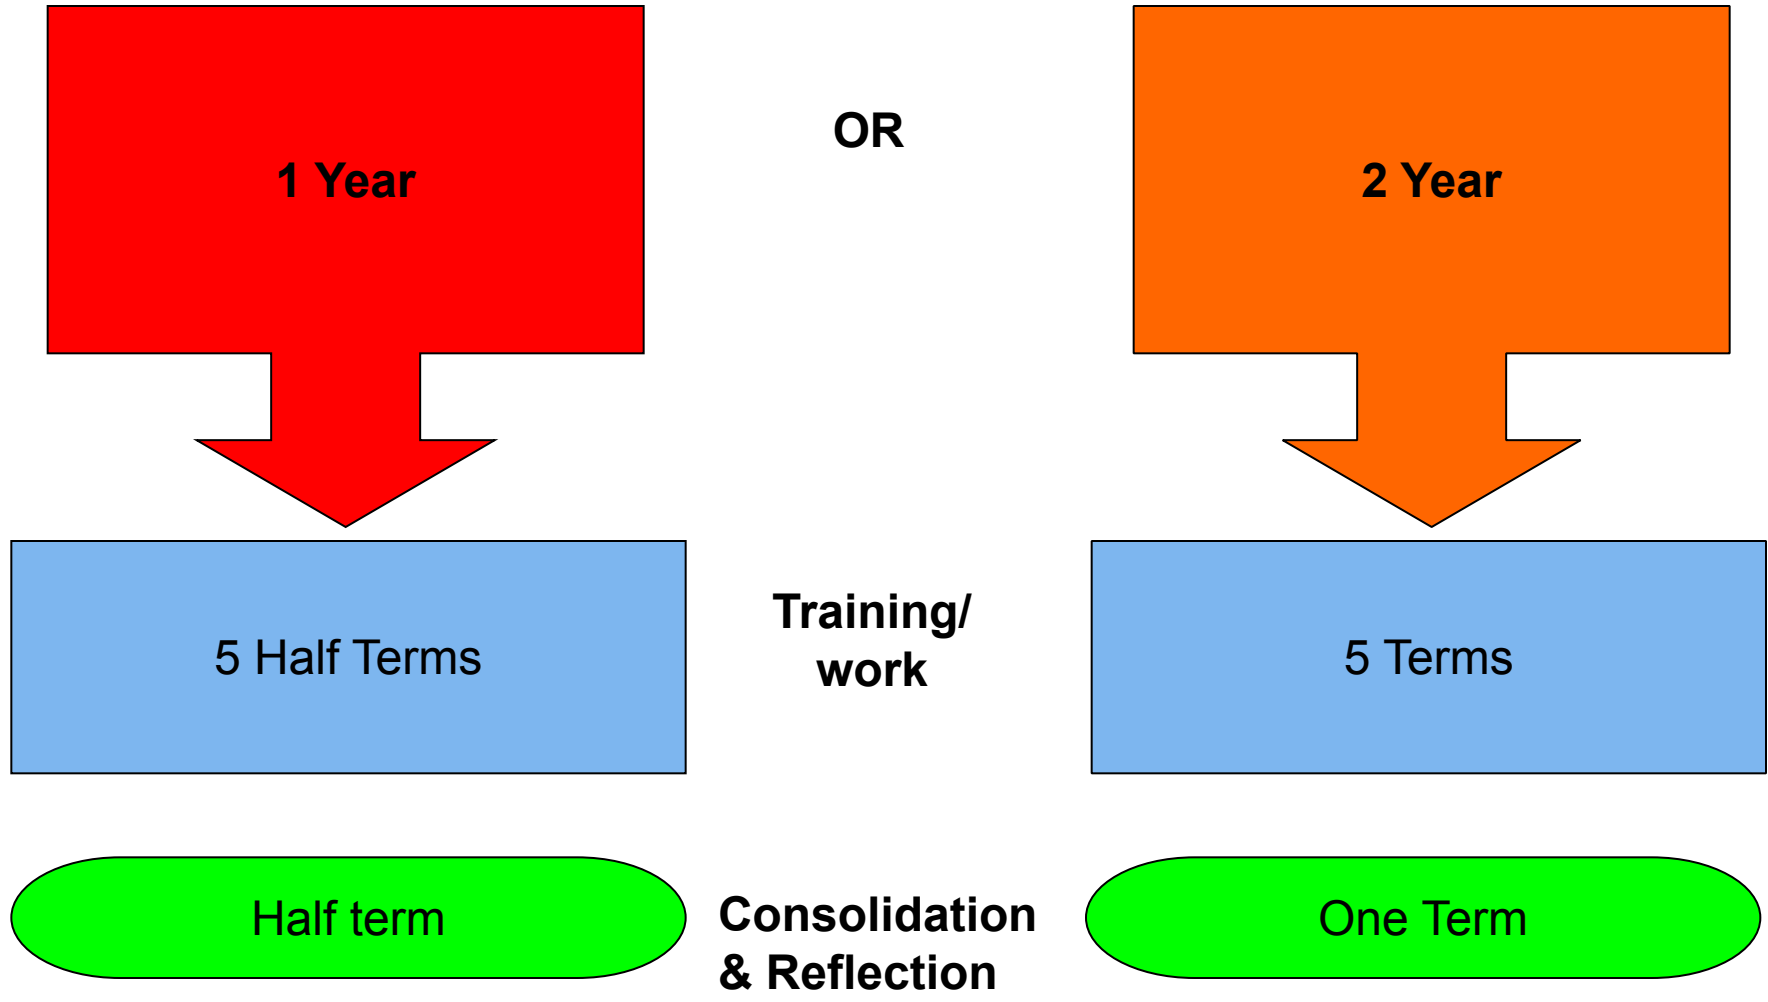 1 Year
OR
2 Year
5 Half Terms
Training/
work
5 Terms
Half term
Consolidation
& Reflection
One Term